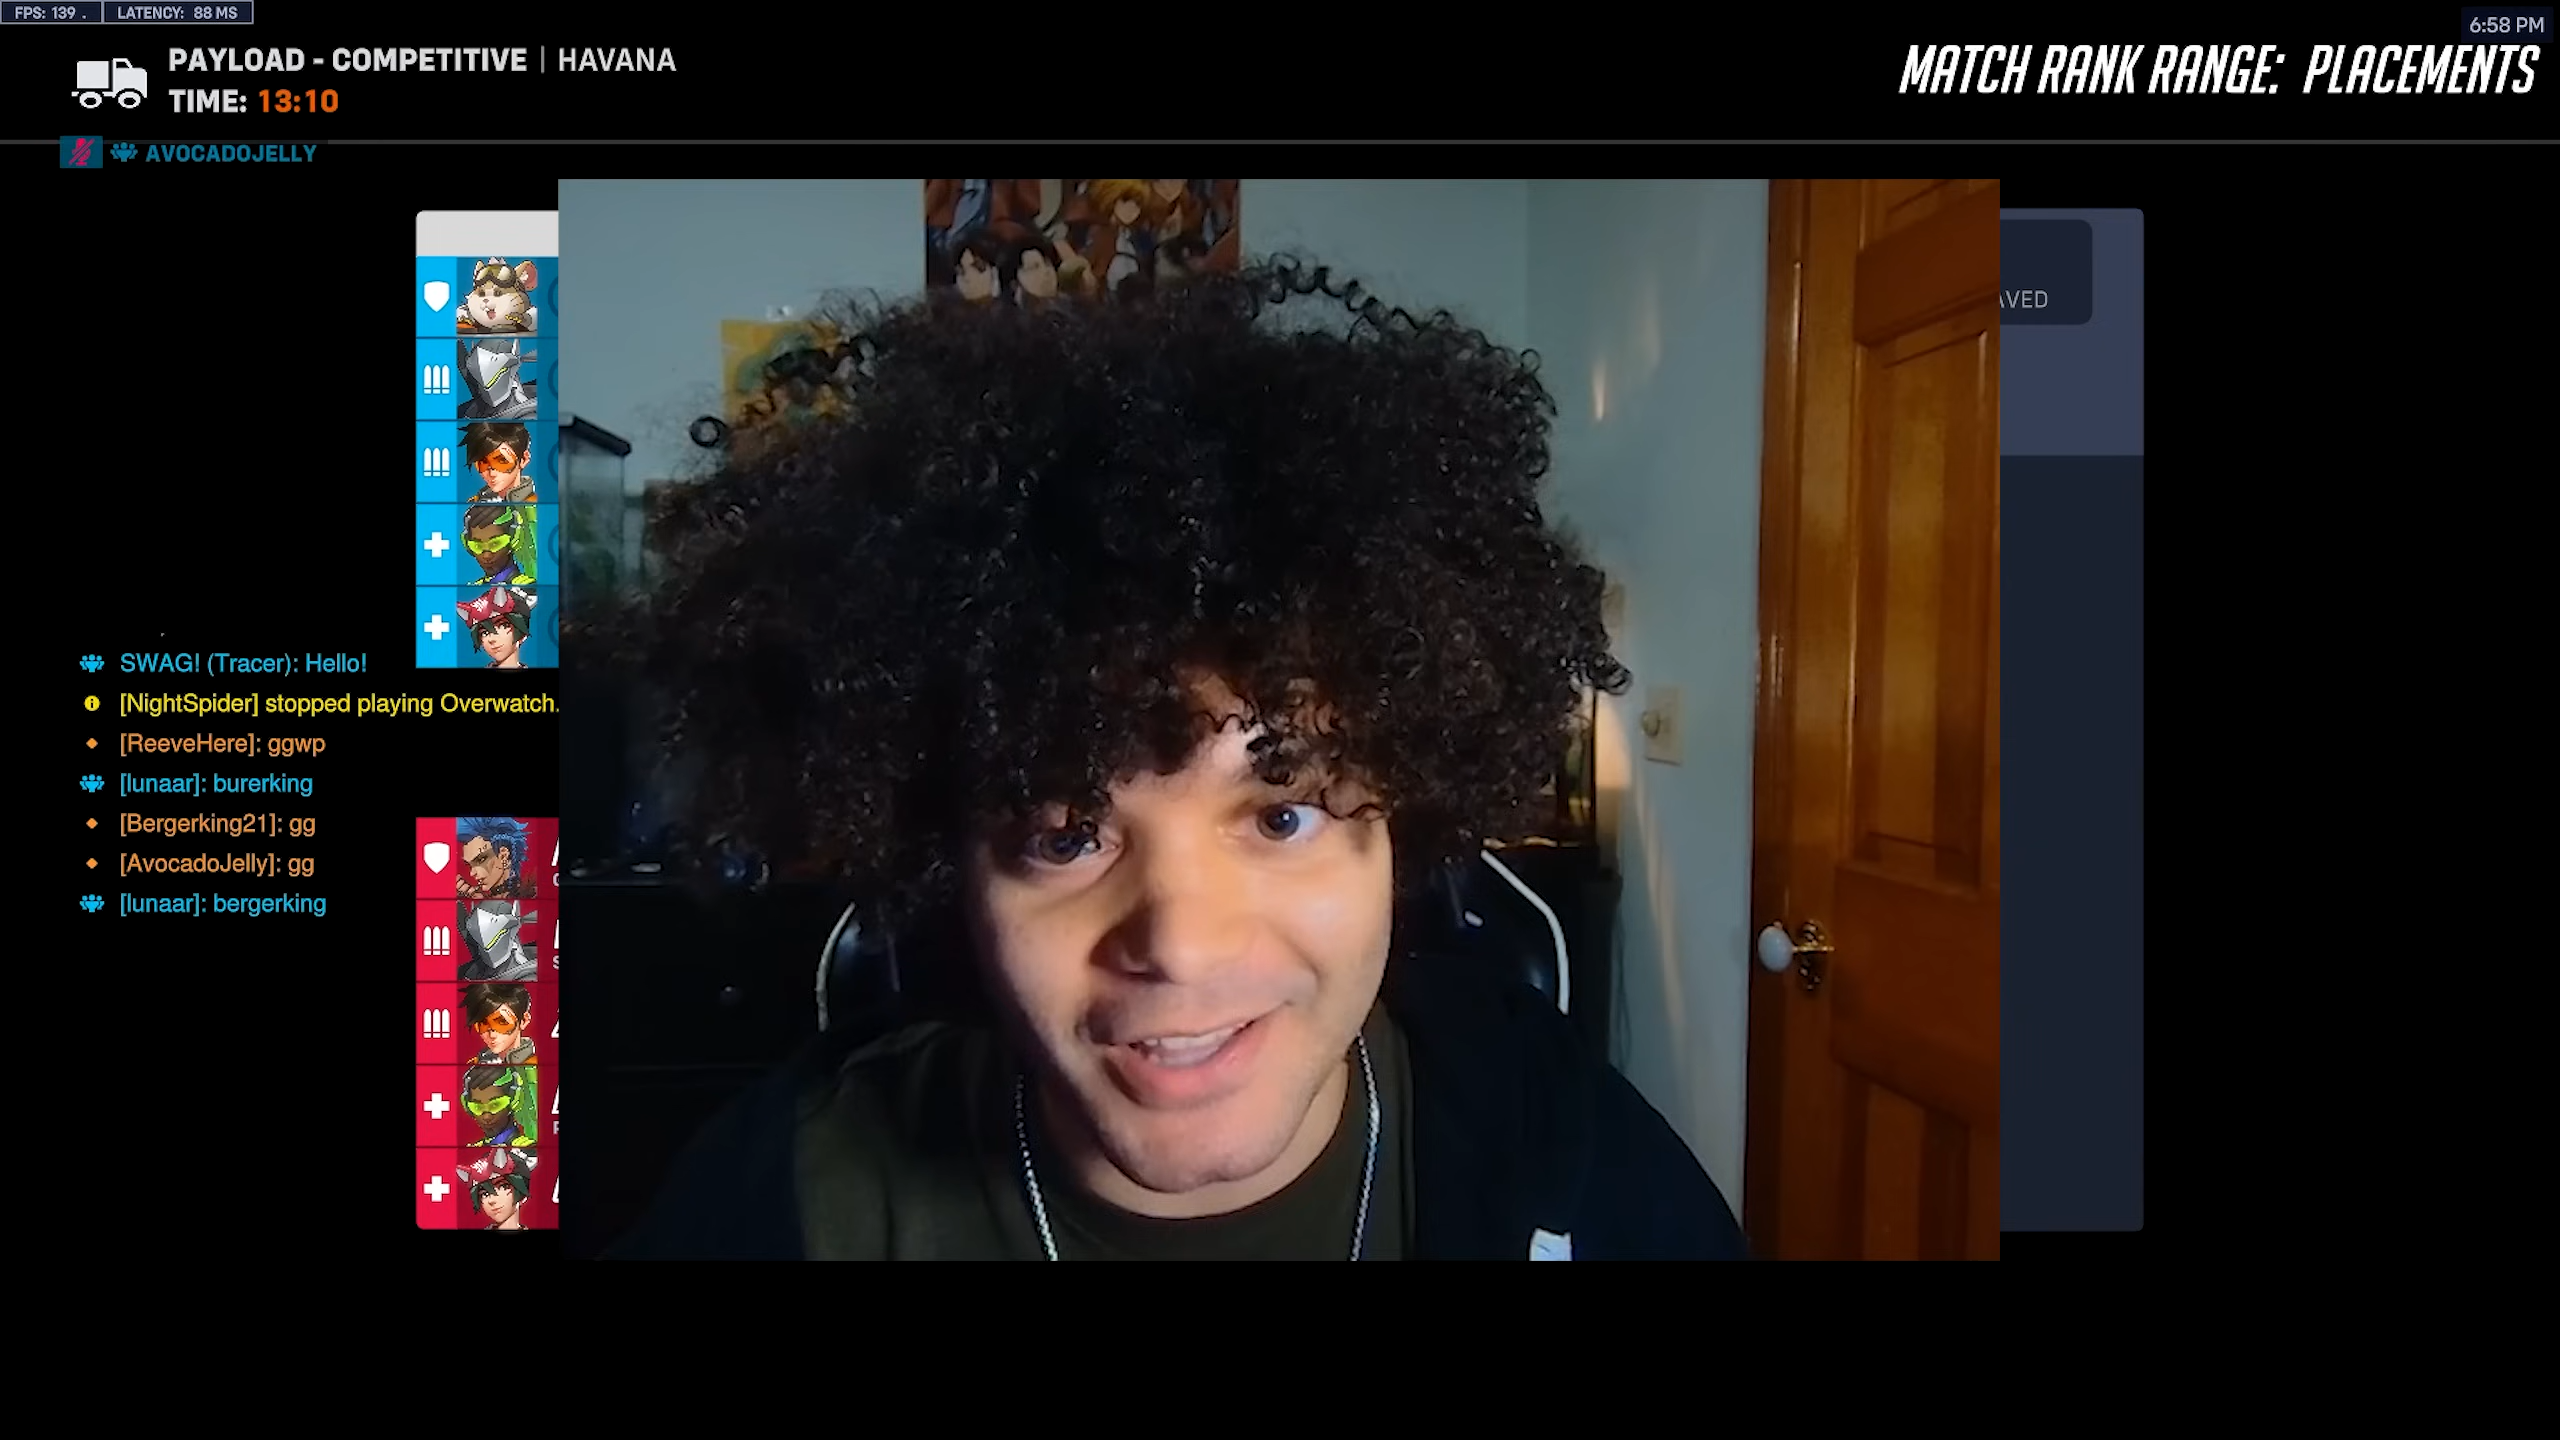 FPS: 139 .
LATENCY: 88 MS
6:58 PM
PAYLOAD - COMPETITIVE | HAVANA
TIME: 13:10
MATCH RANK RANGE: PLACEMENTS
AVOCADOJELLY
AVED
SWAG! (Tracer): Hello!
[NightSpider] stopped playing Overwatch.
[ReeveHere]: ggwp
[lunaar]: burerking
[Bergerking21]: gg
[AvocadoJelly]: gg
[lunaar]: bergerking